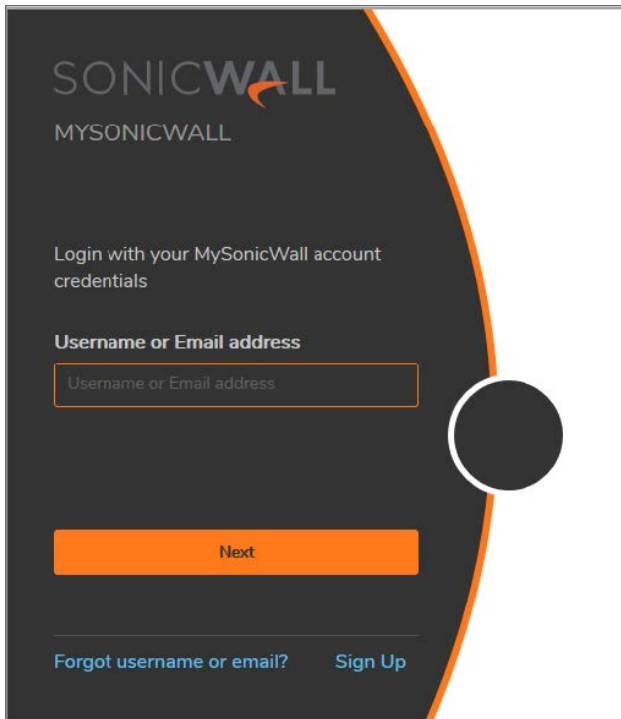 SONICWALL
MYSONICWALL
Login with your MySonicWall account
credentials
Username or Email address
Username or Email address
Next
Forgot username or email? Sign Up